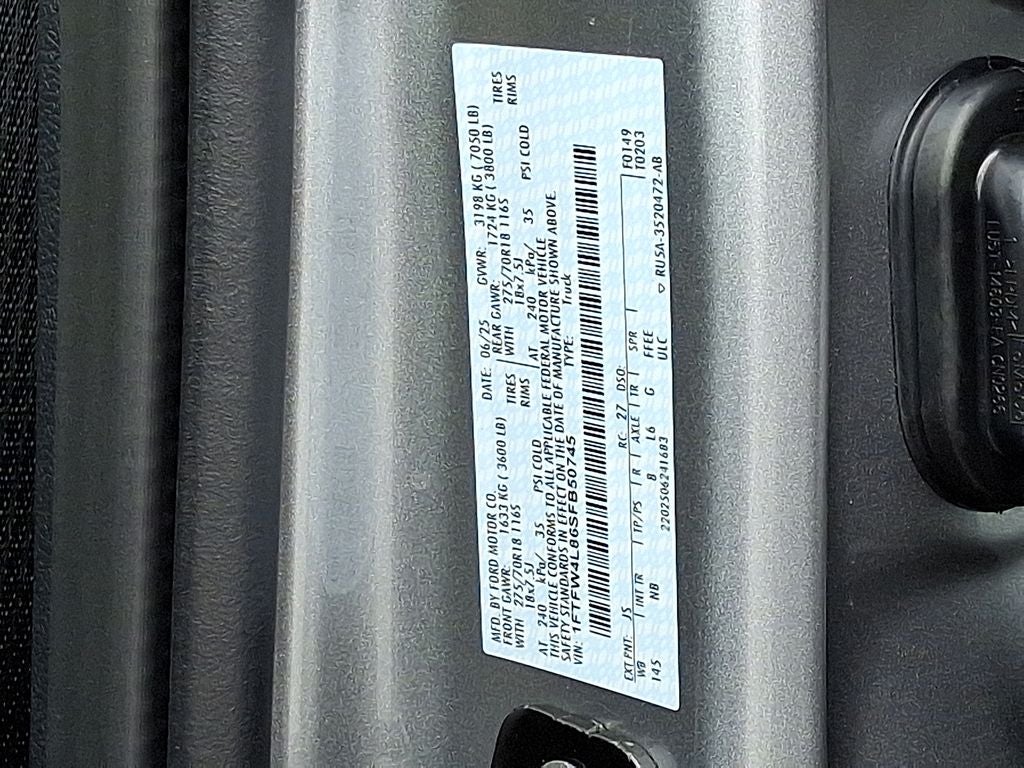 MFD. BY FORD MOTOR CO.
DATE: 06/25 GVWR: 3198 KG ( 7050 LB)
FRONT GAWR: 1633 KG ( 3600 LB)
REAR GAWR: 1724 KG ( 3800 LB)
WITH 275/70R18 116S TIRES
WITH 275/70R18 116S TIRES
18x7.5J RIMS
18x7.5J RIMS
AT 240 kPa/ 35 PSI COLD
AT 240 kPa/ 35 PSI COLD
THIS VEHICLE CONFORMS TO ALL APPLICABLE FEDERAL MOTOR VEHICLE
SAFETY STANDARDS IN EFFECT ON THE DATE OF MANUFACTURE SHOWN ABOVE.
VIN: 1FTFW4L86SFB50745
TYPE: Truck
EXT PNT: JS RC: 27 DSO: F0149
WB INT TR TP/PS R AXLE TR SPR T0203
145 NB 8 L6 G FFEE
ULC
2202506241683
RU5A-3520472-AB